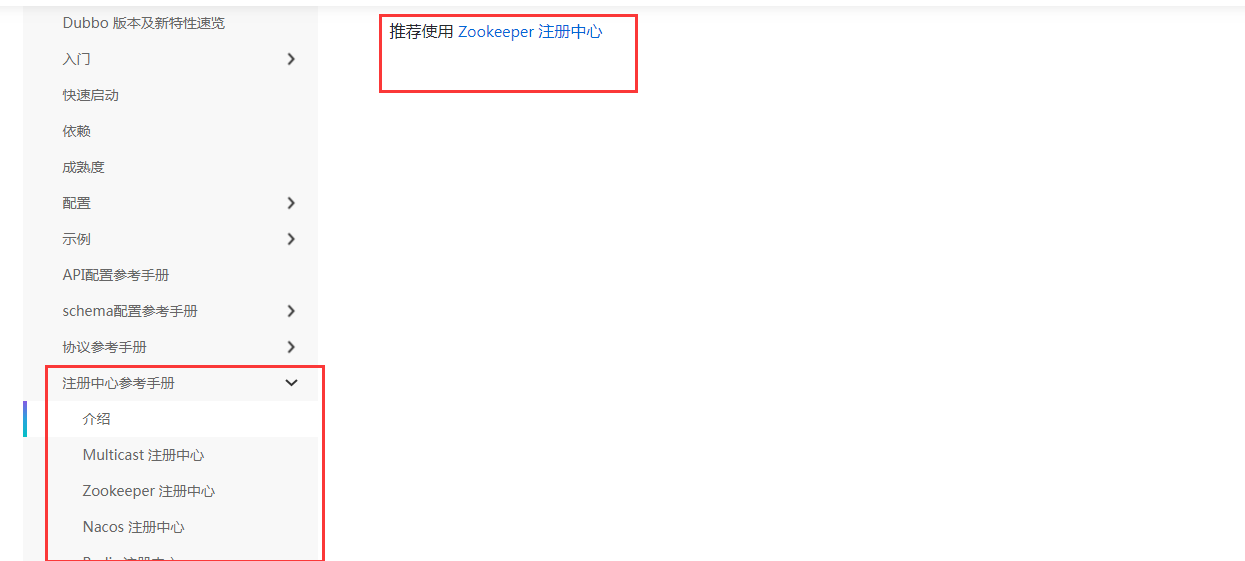 Dubbo 版本及新特性速览
入门
快速启动
依赖
成熟度
配置
示例
API配置参考手册
schema配置参考手册
协议参考手册
注册中心参考手册
介绍
Multicast 注册中心
Zookeeper 注册中心
Nacos 注册中心
推荐使用 Zookeeper 注册中心